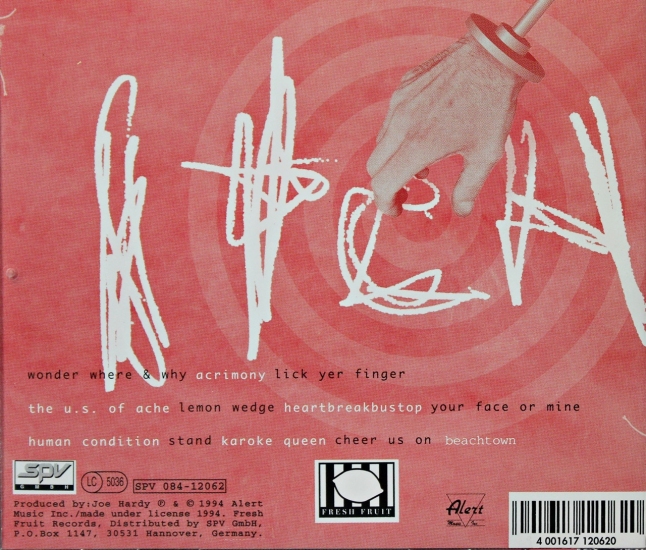 itch
wonder where & why acrimony lick yer finger
the u.s. of ache lemon wedge heartbreakbustop your face or mine
human condition stand karoke queen cheer us on beachtown
spv
GMBH
LC 5036
SPV 084-12062
Produced by:Joe Hardy ℗ & © 1994 Alert
Music Inc./made under license 1994. Fresh
Fruit Records, Distributed by SPV GmbH,
P.O.Box 1147, 30531 Hannover, Germany.
FRESH FRUIT
Alert
Music Inc.
4 001617 120620